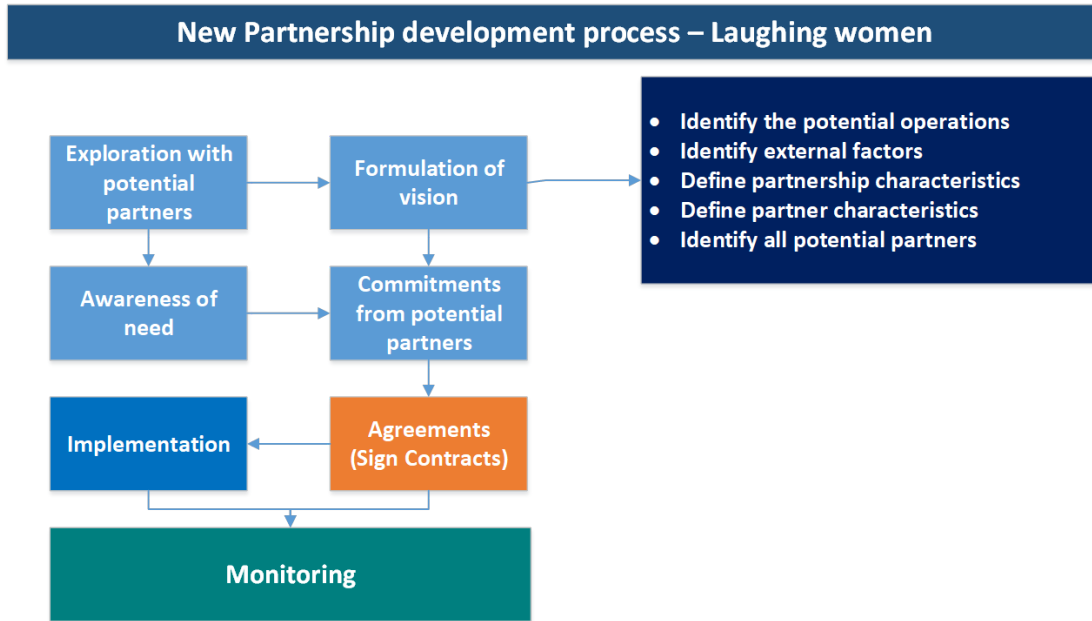 New Partnership development process – Laughing women
Exploration with
potential
partners
Formulation of
vision
• Identify the potential operations
• Identify external factors
• Define partnership characteristics
• Define partner characteristics
• Identify all potential partners
Awareness of
need
Commitments
from potential
partners
Implementation
Agreements
(Sign Contracts)
Monitoring